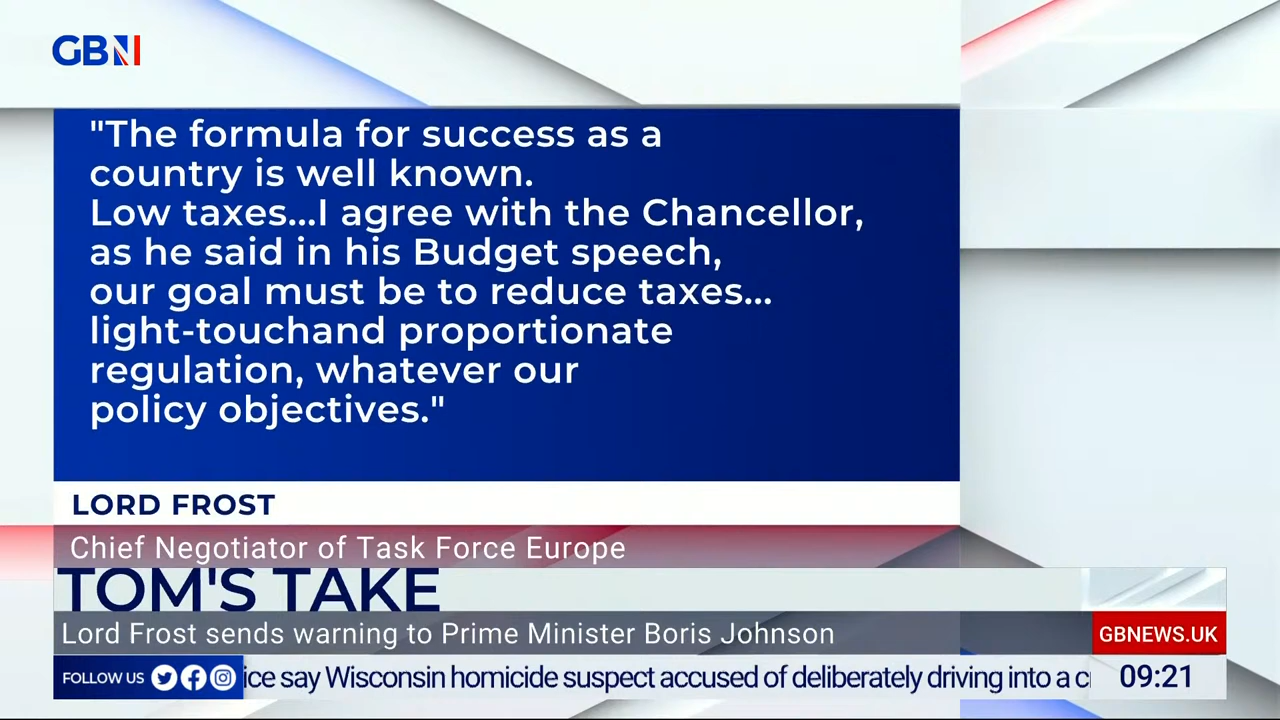 GBN
"The formula for success as a
country is well known.
Low taxes...I agree with the Chancellor,
as he said in his Budget speech,
our goal must be to reduce taxes...
light-touchand proportionate
regulation, whatever our
policy objectives."
LORD FROST
Chief Negotiator of Task Force Europe
TOM'S TAKE
Lord Frost sends warning to Prime Minister Boris Johnson
GBNEWS.UK
FOLLOW US
ice say Wisconsin homicide suspect accused of deliberately driving into a c
09:21